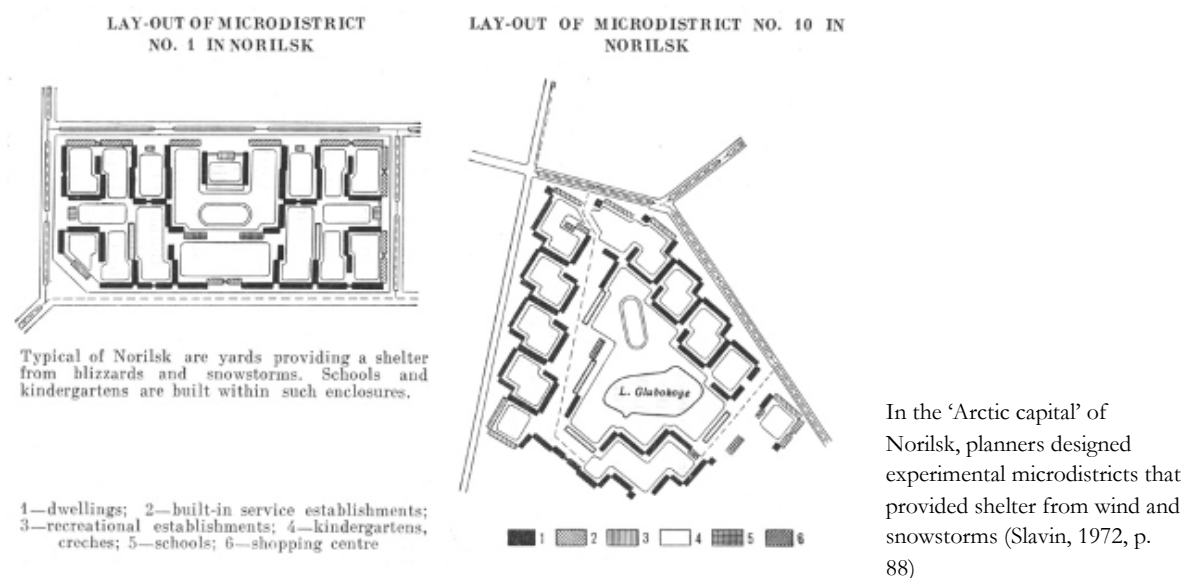 LAY-OUT OF MICRODISTRICT
NO. 1 IN NORILSK
Typical of Norilsk are yards providing a shelter
from blizzards and snowstorms. Schools and
kindergartens are built within such enclosures.
1—dwellings; 2—built-in service establishments;
3—recreational establishments; 4—kindergartens,
creches; 5—schools; 6—shopping centre
LAY-OUT OF MICRODISTRICT NO. 10 IN
NORILSK
L. Glubokoye
1 2 3 4 5 6
In the ‘Arctic capital’ of
Norilsk, planners designed
experimental microdistricts that
provided shelter from wind and
snowstorms (Slavin, 1972, p.
88)